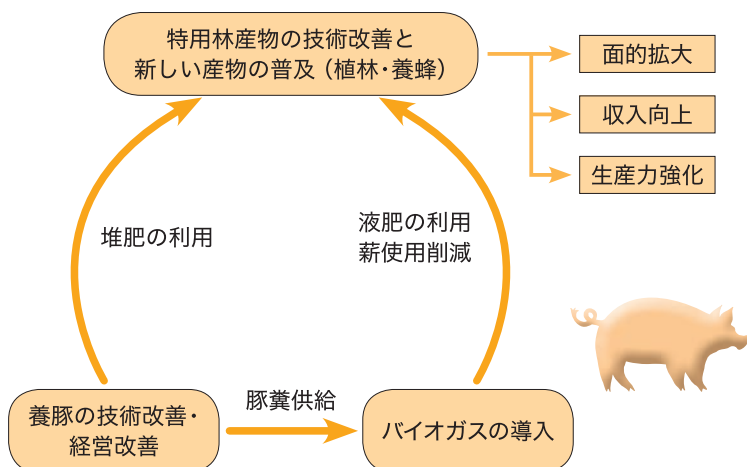 特用林産物の技術改善と
新しい産物の普及（植林・養蜂）
面的拡大
収入向上
生産力強化
堆肥の利用
液肥の利用
薪使用削減
養豚の技術改善・
経営改善
豚糞供給
バイオガスの導入